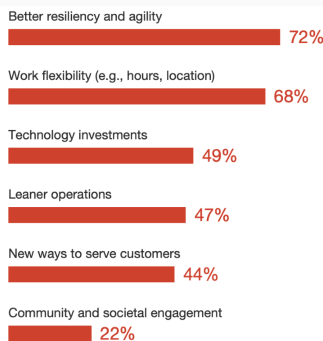 Better resiliency and agility
72%
Work flexibility (e.g., hours, location)
68%
Technology investments
49%
Leaner operations
47%
New ways to serve customers
44%
Community and societal engagement
22%